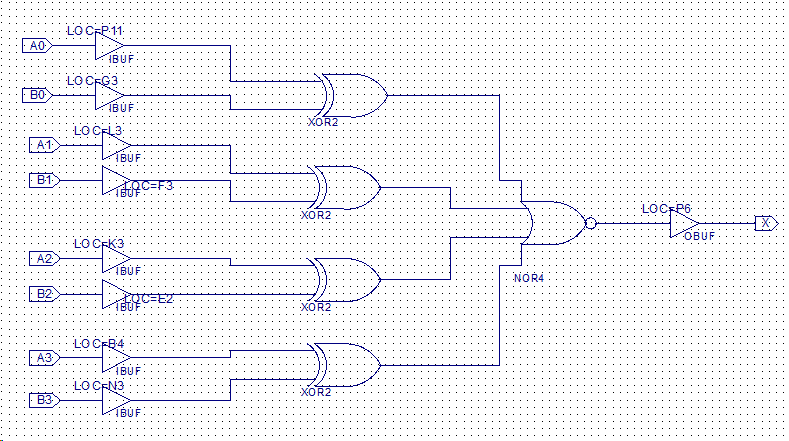 LOC=P11
A0
IBUF
LOC=G3
B0
IBUF
XOR2
LOC=L3
A1
IBUF
B1
LOC=F3
IBUF
XOR2
LOC=P6
X
OBUF
LOC=K3
A2
IBUF
NOR4
B2
LOC=E2
IBUF
XOR2
LOC=B4
A3
IBUF
LOC=N3
XOR2
B3
IBUF